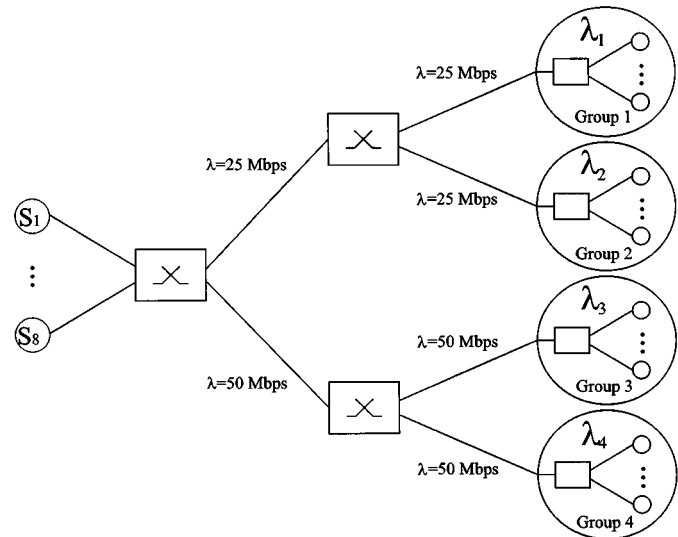 λ₁
λ=25 Mbps
Group 1
λ=25 Mbps
λ₂
λ=25 Mbps
S₁
Group 2
λ₃
S₈
λ=50 Mbps
λ=50 Mbps
Group 3
λ₄
λ=50 Mbps
Group 4